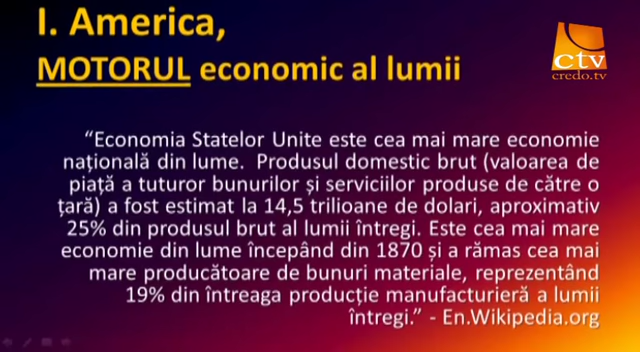 I. America,
MOTORUL economic al lumii
ctv
credo.tv
“Economia Statelor Unite este cea mai mare economie
națională din lume. Produsul domestic brut (valoarea de
piață a tuturor bunurilor și serviciilor produse de către o
țară) a fost estimat la 14,5 trilioane de dolari, aproximativ
25% din produsul brut al lumii întregi. Este cea mai mare
economie din lume începând din 1870 și a rămas cea mai
mare producătoare de bunuri materiale, reprezentând
19% din întreaga producție manufacturieră a lumii
întregi.” - En.Wikipedia.org